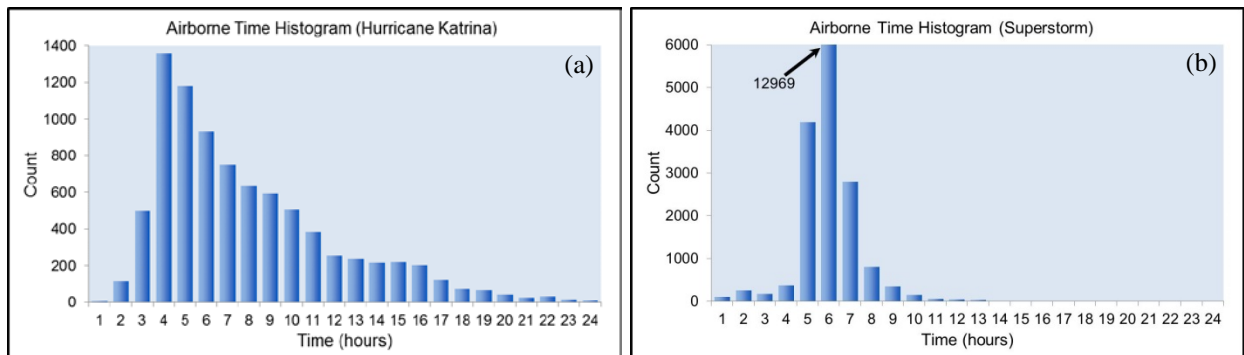 Airborne Time Histogram (Hurricane Katrina)
(a)
1400
1200
1000
800
600
400
200
0
Count
1 2 3 4 5 6 7 8 9 10 11 12 13 14 15 16 17 18 19 20 21 22 23 24
Time (hours)
Airborne Time Histogram (Superstorm)
(b)
6000
12969
5000
4000
3000
2000
1000
0
Count
1 2 3 4 5 6 7 8 9 10 11 12 13 14 15 16 17 18 19 20 21 22 23 24
Time (hours)